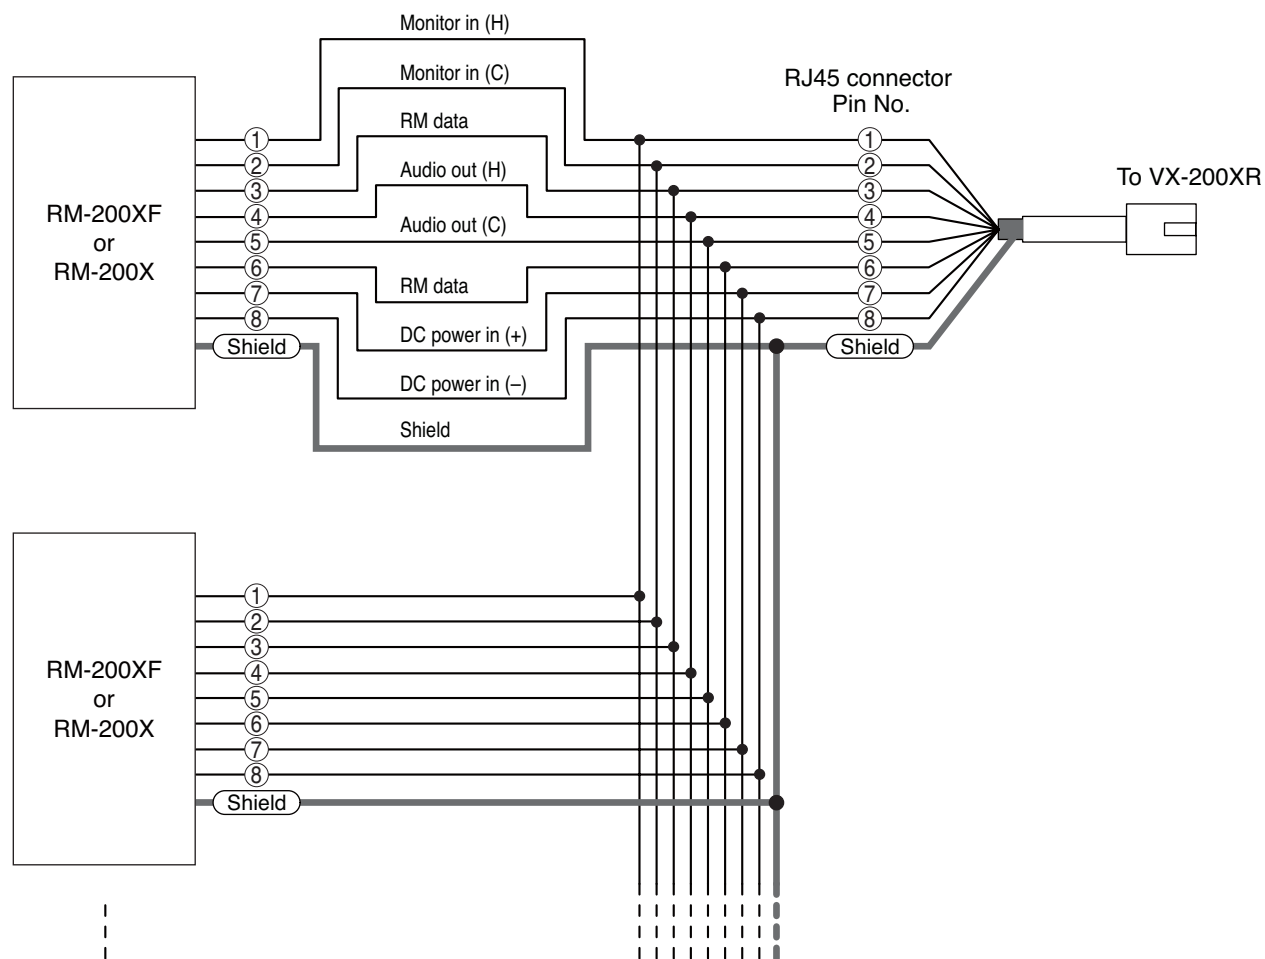 Monitor in (H)
Monitor in (C)
RM data
Audio out (H)
Audio out (C)
RM data
DC power in (+)
DC power in (–)
Shield
RJ45 connector
Pin No.
To VX-200XR
RM-200XF
or
RM-200X
1
2
3
4
5
6
7
8
Shield
1
2
3
4
5
6
7
8
Shield
RM-200XF
or
RM-200X
1
2
3
4
5
6
7
8
Shield